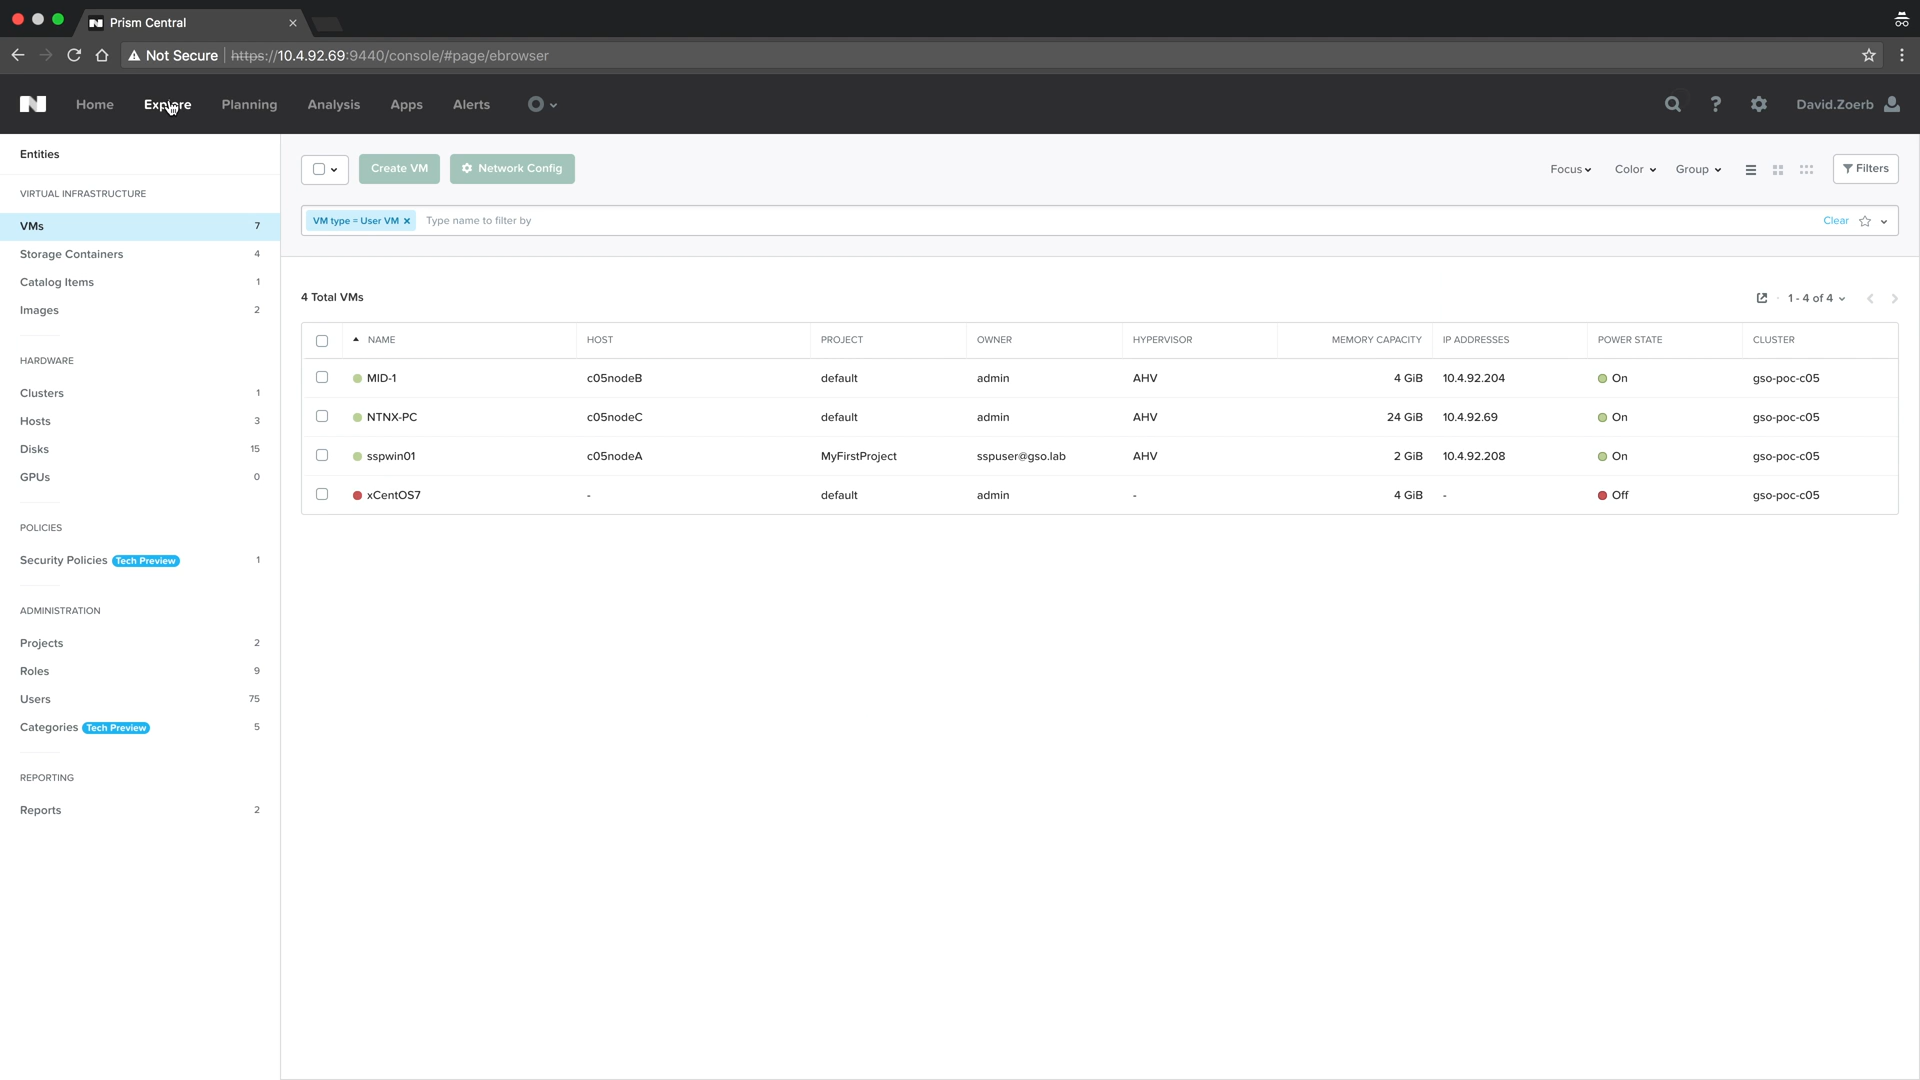 Prism Central
Not Secure https://10.4.92.69:9440/console/#page/ebrowser
Home Explore Planning Analysis Apps Alerts ? David.Zoerb
Entities
VIRTUAL INFRASTRUCTURE
VMs 7
Storage Containers 4
Catalog Items 1
Images 2
HARDWARE
Clusters 1
Hosts 3
Disks 15
GPUs 0
POLICIES
Security Policies Tech Preview 1
ADMINISTRATION
Projects 2
Roles 9
Users 75
Categories Tech Preview 5
REPORTING
Reports 2
Create VM Network Config Focus Color Group Filters
VM type = User VM × Type name to filter by Clear
4 Total VMs 1 - 4 of 4
NAME HOST PROJECT OWNER HYPERVISOR MEMORY CAPACITY IP ADDRESSES POWER STATE CLUSTER
MID-1 c05nodeB default admin AHV 4 GiB 10.4.92.204 On gso-poc-c05
NTNX-PC c05nodeC default admin AHV 24 GiB 10.4.92.69 On gso-poc-c05
sspwin01 c05nodeA MyFirstProject sspuser@gso.lab AHV 2 GiB 10.4.92.208 On gso-poc-c05
xCentOS7 - default admin - 4 GiB - Off gso-poc-c05